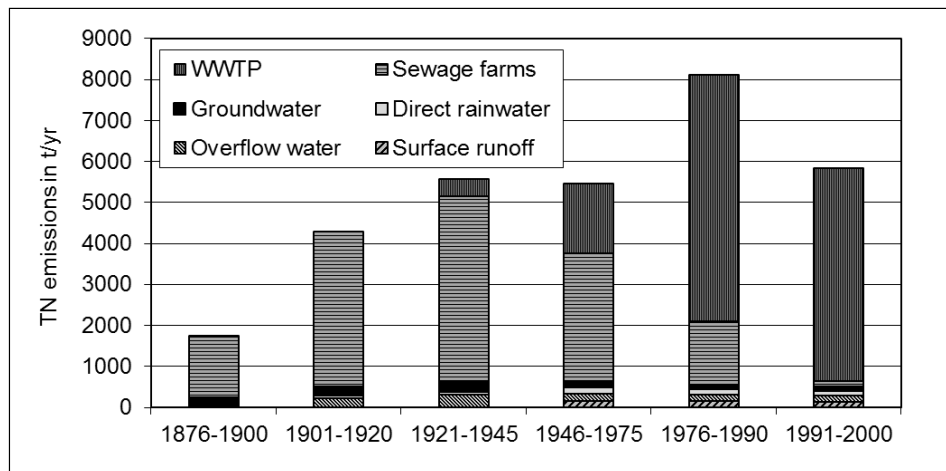 TN emissions in t/yr
9000
8000
7000
6000
5000
4000
3000
2000
1000
0
WWTP
Sewage farms
Groundwater
Direct rainwater
Overflow water
Surface runoff
1876-1900
1901-1920
1921-1945
1946-1975
1976-1990
1991-2000